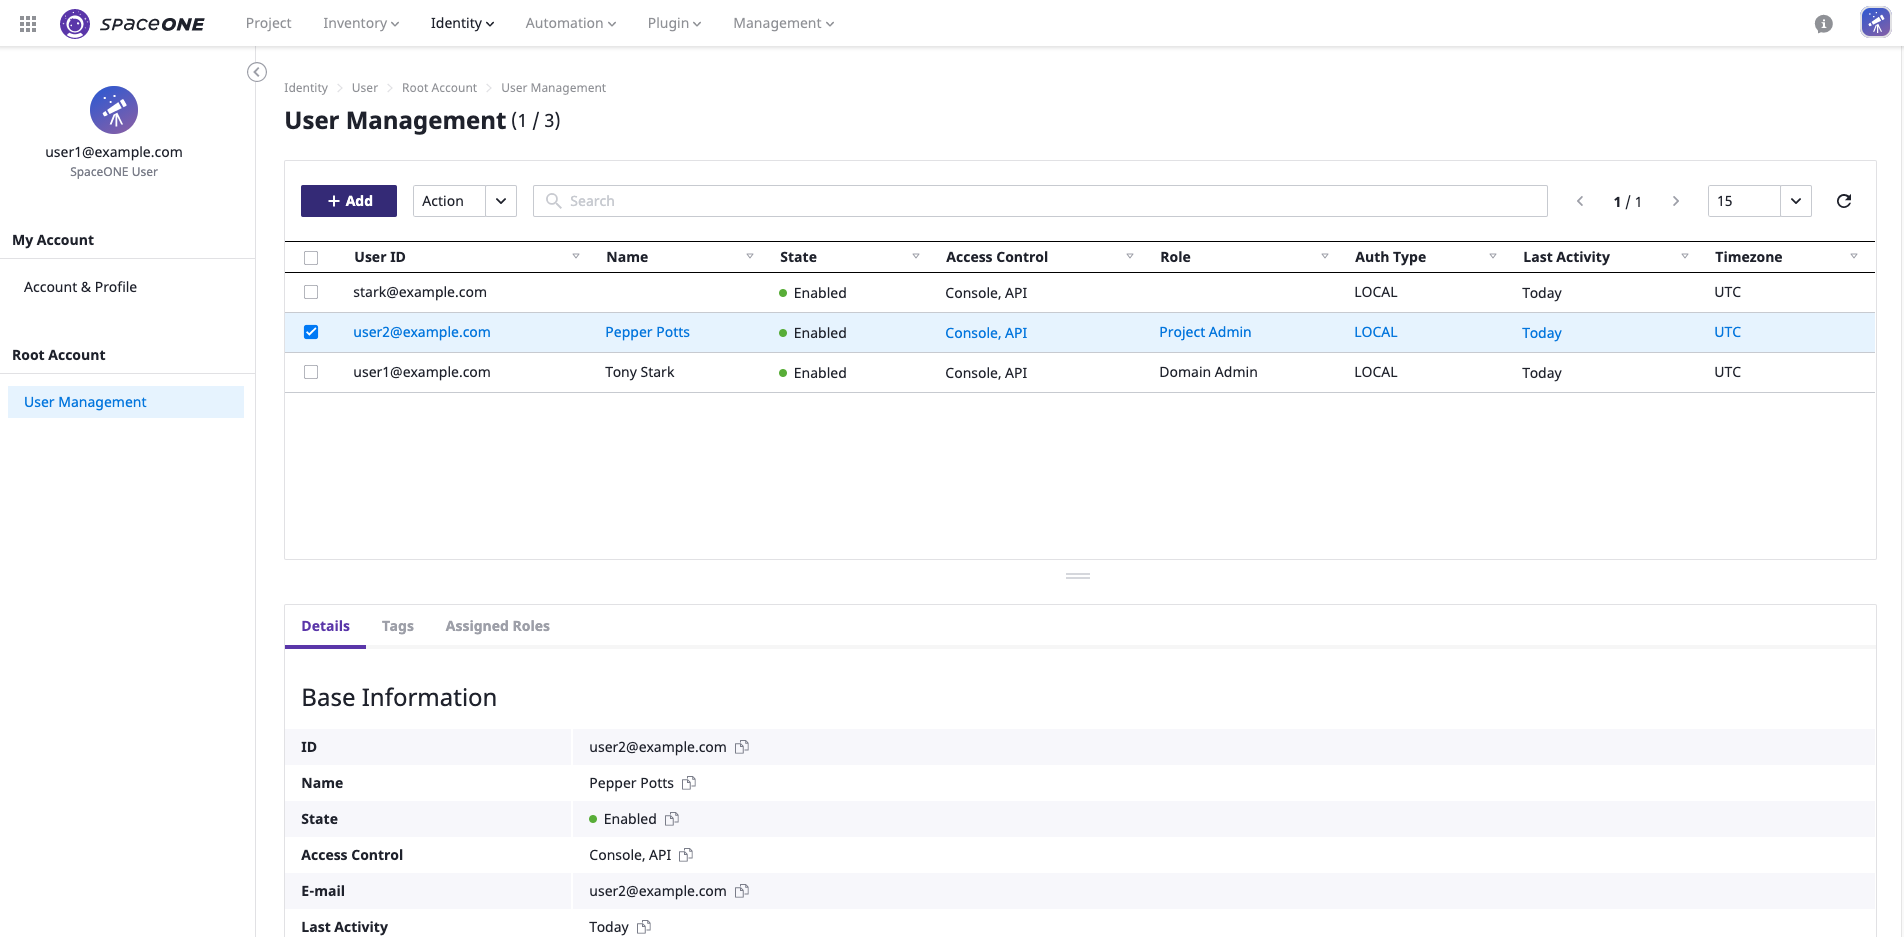 SpaceONE Project Inventory Identity Automation Plugin Management
user1@example.com
SpaceONE User
My Account
Account & Profile
Root Account
User Management
Identity User Root Account User Management
User Management (1 / 3)
+ Add Action Search 1 / 1 15
User ID Name State Access Control Role Auth Type Last Activity Timezone
stark@example.com Enabled Console, API LOCAL Today UTC
user2@example.com Pepper Potts Enabled Console, API Project Admin LOCAL Today UTC
user1@example.com Tony Stark Enabled Console, API Domain Admin LOCAL Today UTC
Details Tags Assigned Roles
Base Information
ID user2@example.com
Name Pepper Potts
State Enabled
Access Control Console, API
E-mail user2@example.com
Last Activity Today